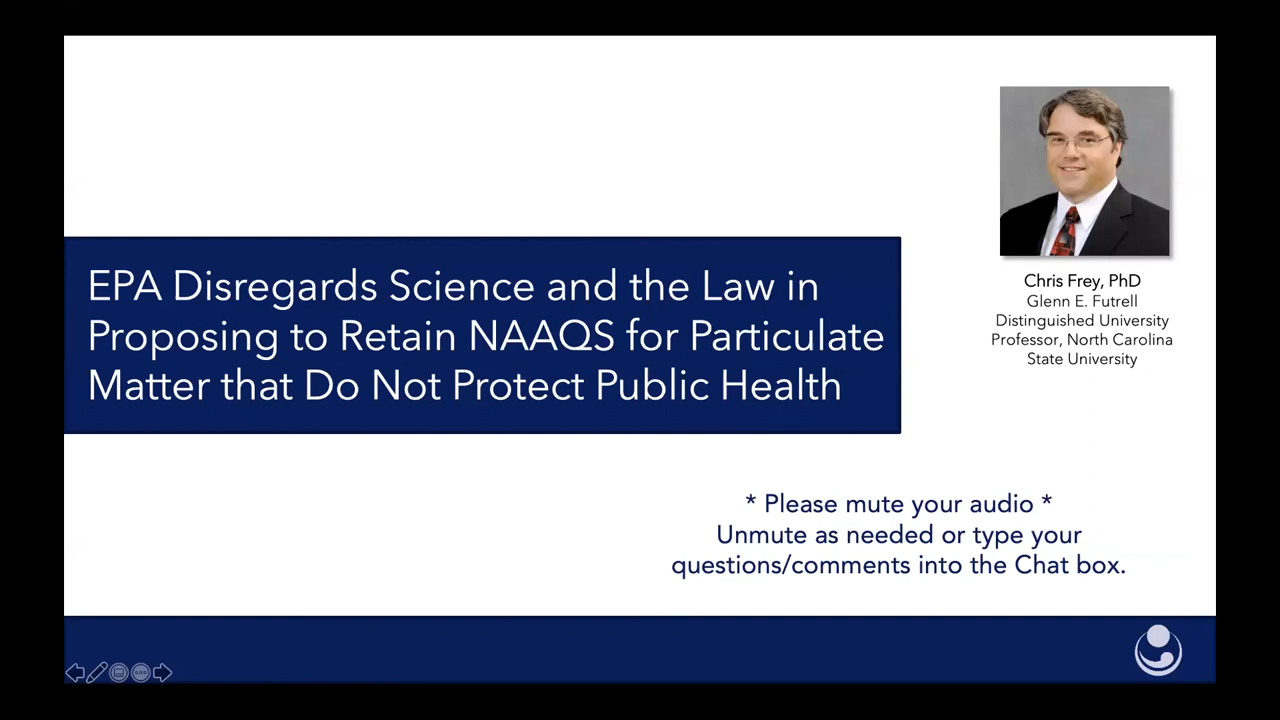 EPA Disregards Science and the Law in
Proposing to Retain NAAQS for Particulate
Matter that Do Not Protect Public Health
Chris Frey, PhD
Glenn E. Futrell
Distinguished University
Professor, North Carolina
State University
* Please mute your audio *
Unmute as needed or type your
questions/comments into the Chat box.